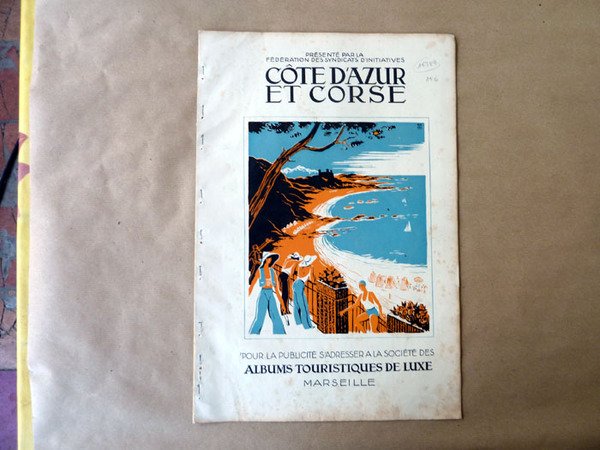 PRÉSENTÉ PAR LA
FÉDÉRATION DES SYNDICATS D'INITIATIVES
CÔTE D'AZUR
ET CORSE
POUR LA PUBLICITÉ S'ADRESSER A LA SOCIÉTÉ DES
ALBUMS TOURISTIQUES DE LUXE
MARSEILLE